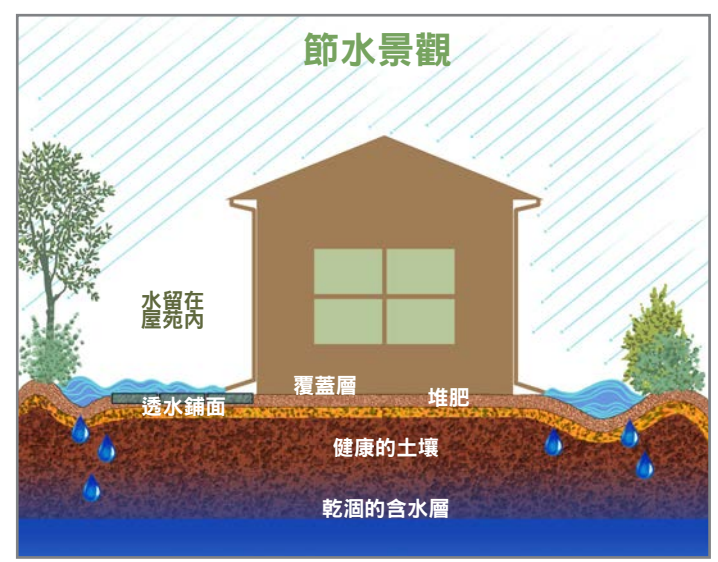 節水景觀
水留在
屋苑內
覆蓋層
堆肥
透水鋪面
健康的土壤
乾涸的含水層